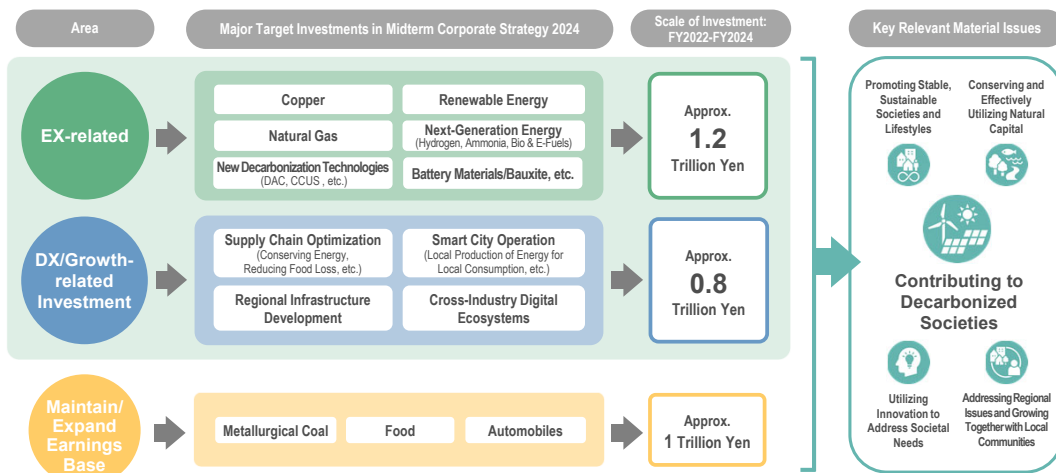 Area
Major Target Investments in Midterm Corporate Strategy 2024
Scale of Investment:
FY2022-FY2024
Key Relevant Material Issues
EX-related
Copper
Renewable Energy
Natural Gas
Next-Generation Energy
(Hydrogen, Ammonia, Bio & E-Fuels)
New Decarbonization Technologies
(DAC, CCUS , etc.)
Battery Materials/Bauxite, etc.
Approx.
1.2
Trillion Yen
DX/Growth-
related
Investment
Supply Chain Optimization
(Conserving Energy,
Reducing Food Loss, etc.)
Smart City Operation
(Local Production of Energy for
Local Consumption, etc.)
Regional Infrastructure
Development
Cross-Industry Digital
Ecosystems
Approx.
0.8
Trillion Yen
Maintain/
Expand
Earnings
Base
Metallurgical Coal
Food
Automobiles
Approx.
1 Trillion Yen
Promoting Stable,
Sustainable
Societies and
Lifestyles
Conserving and
Effectively
Utilizing Natural
Capital
Contributing to
Decarbonized
Societies
Utilizing
Innovation to
Address Societal
Needs
Addressing Regional
Issues and Growing
Together with Local
Communities